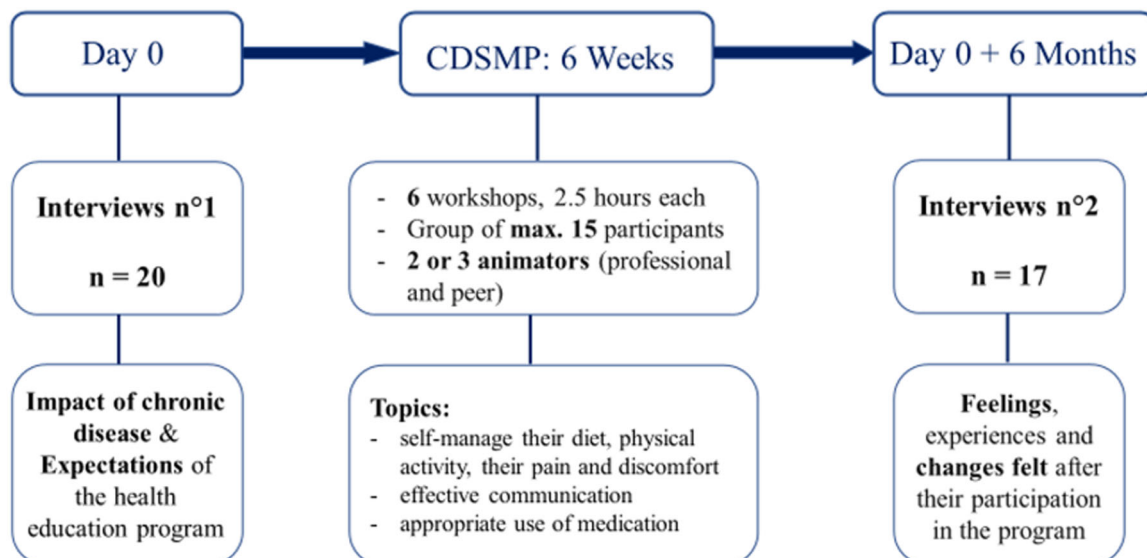 Day 0
CDSMP: 6 Weeks
Day 0 + 6 Months
Interviews n°1
n = 20
- 6 workshops, 2.5 hours each
- Group of max. 15 participants
- 2 or 3 animators (professional
and peer)
Interviews n°2
n = 17
Impact of chronic
disease &
Expectations of
the health
education program
Topics:
- self-manage their diet, physical
activity, their pain and discomfort
- effective communication
- appropriate use of medication
Feelings,
experiences and
changes felt after
their participation
in the program